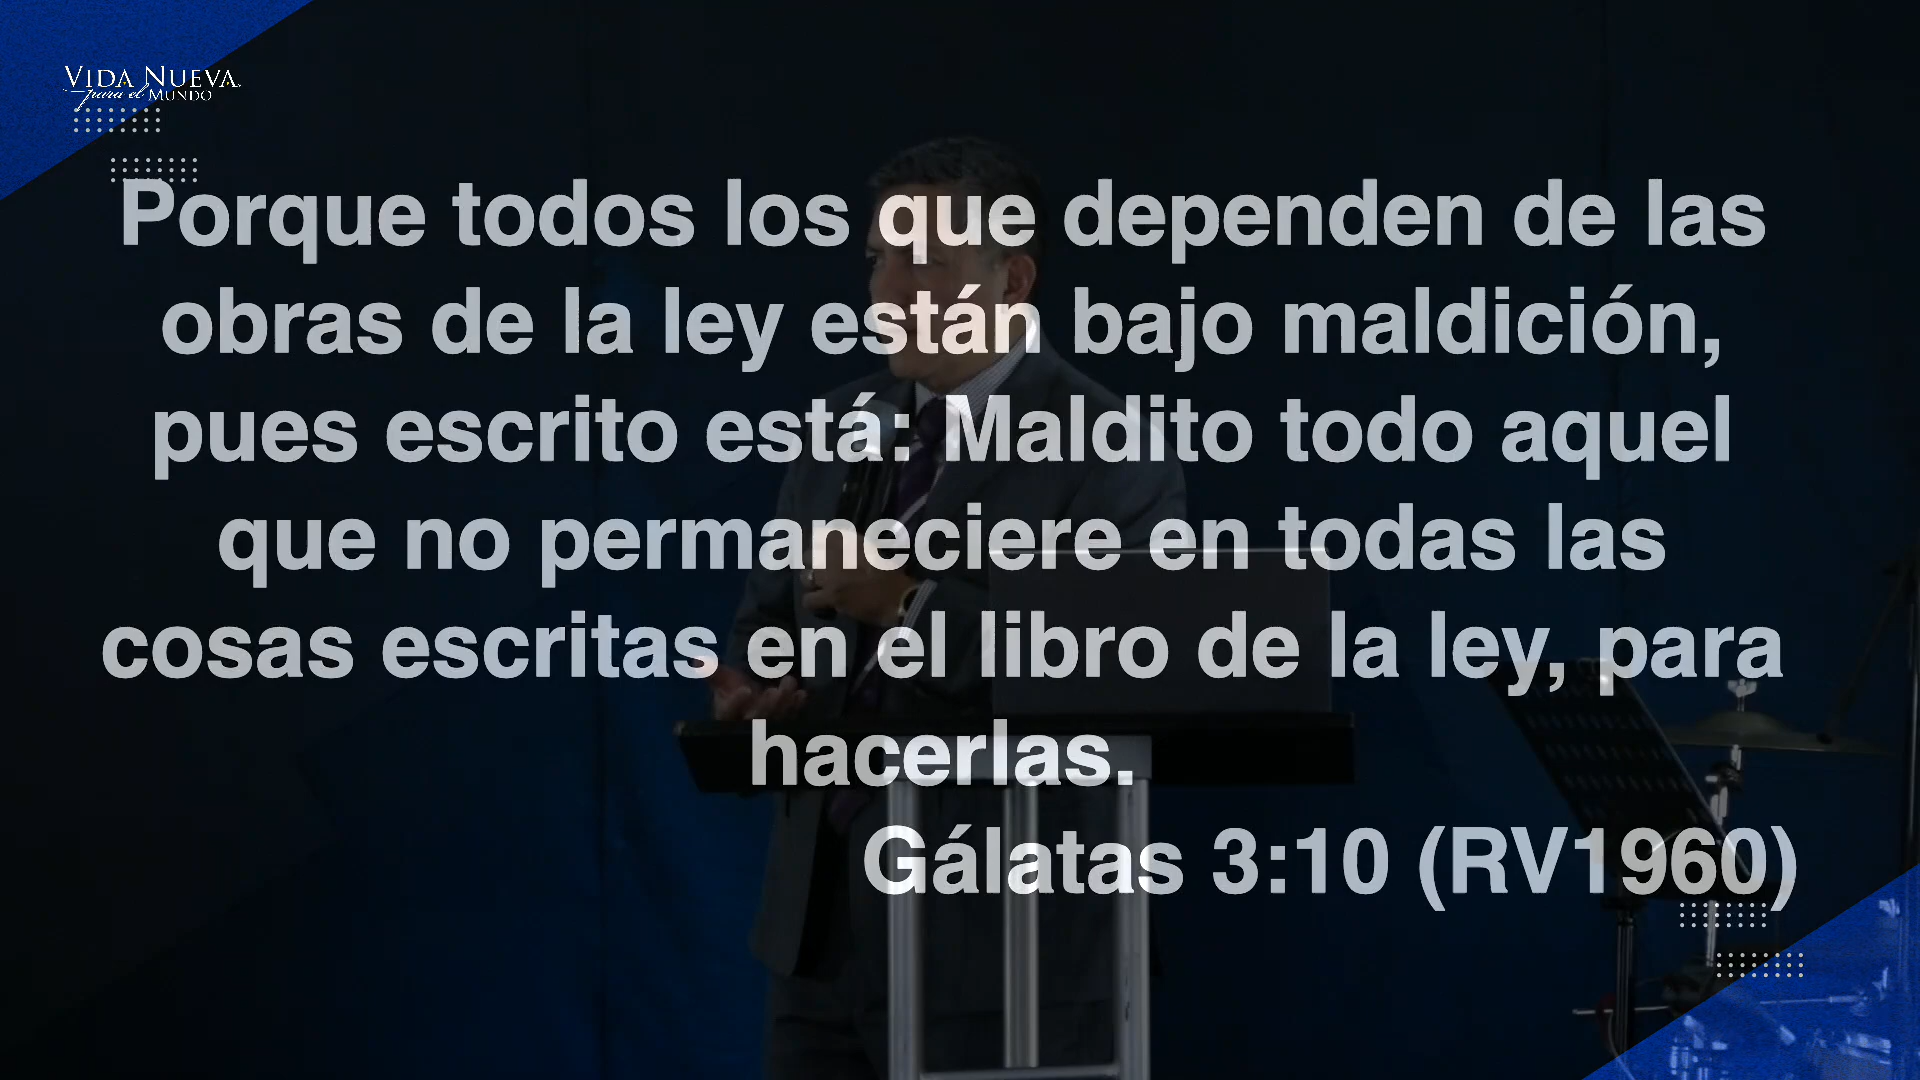 VIDA NUEVA
para el MUNDO
Porque todos los que dependen de las
obras de la ley están bajo maldición,
pues escrito está: Maldito todo aquel
que no permaneciere en todas las
cosas escritas en el libro de la ley, para
hacerlas.
Gálatas 3:10 (RV1960)